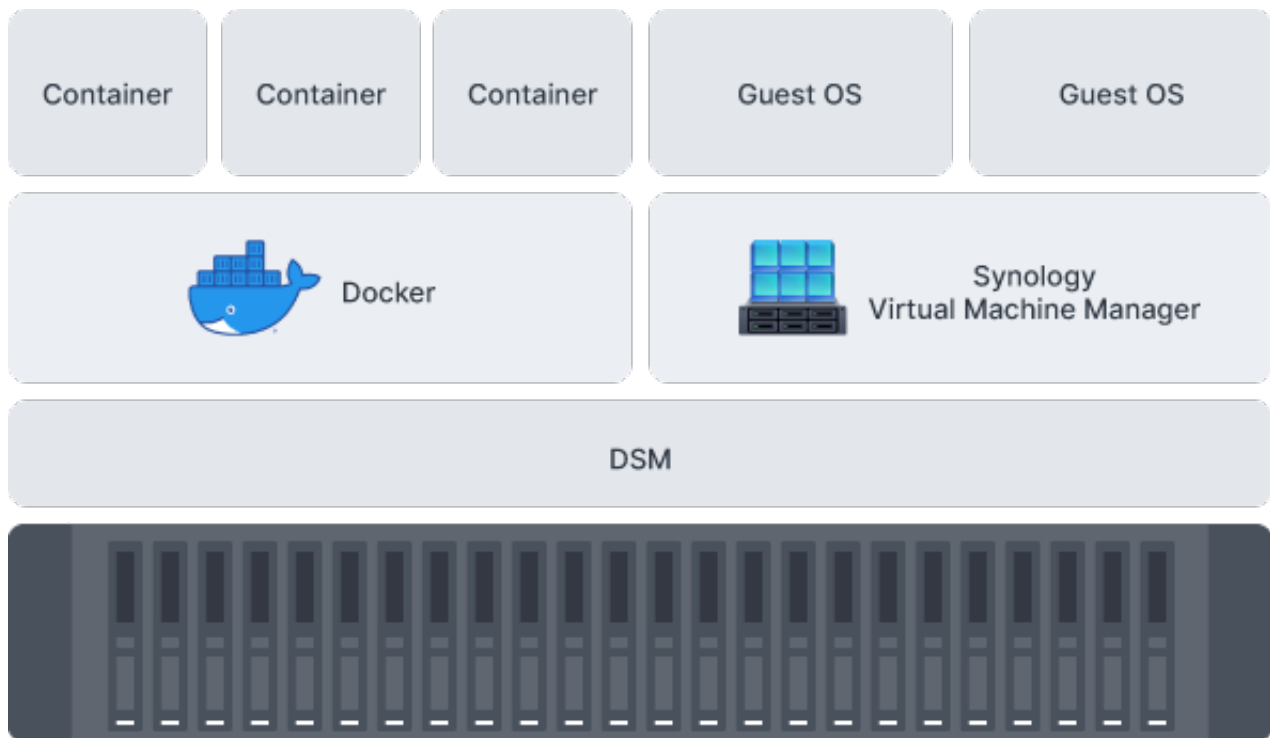 Container
Container
Container
Guest OS
Guest OS
Docker
Synology
Virtual Machine Manager
DSM